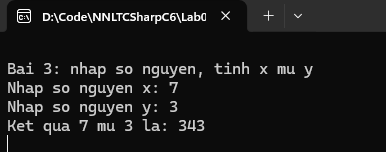 D:\Code\NNLTCSharpC6\Lab0
Bai 3: nhap so nguyen, tinh x mu y
Nhap so nguyen x: 7
Nhap so nguyen y: 3
Ket qua 7 mu 3 la: 343